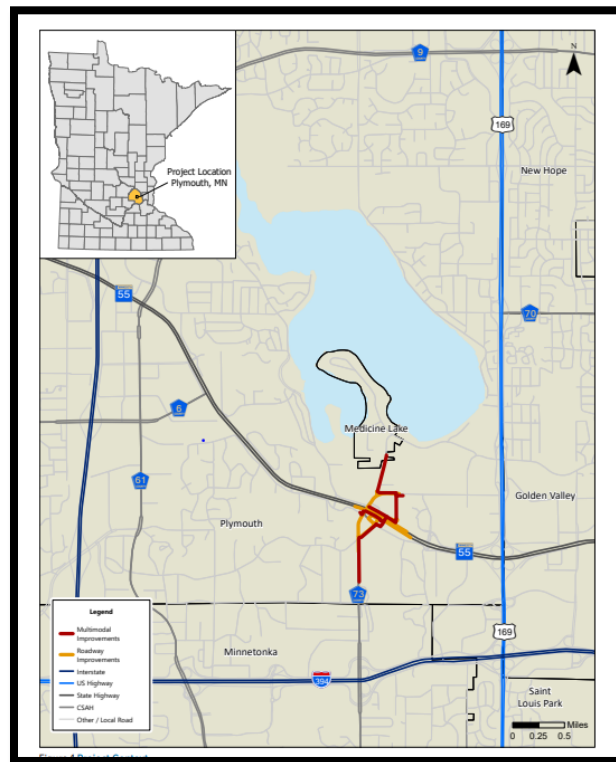 Project Location
Plymouth, MN
9
N
169
New Hope
55
70
6
Medicine Lake
61
Golden Valley
Plymouth
55
73
169
Minnetonka
394
Saint
Louis Park
Legend
Multimodal
Improvements
Roadway
Improvements
Interstate
US Highway
State Highway
CSAH
Other / Local Road
Miles
0 0.25 0.5